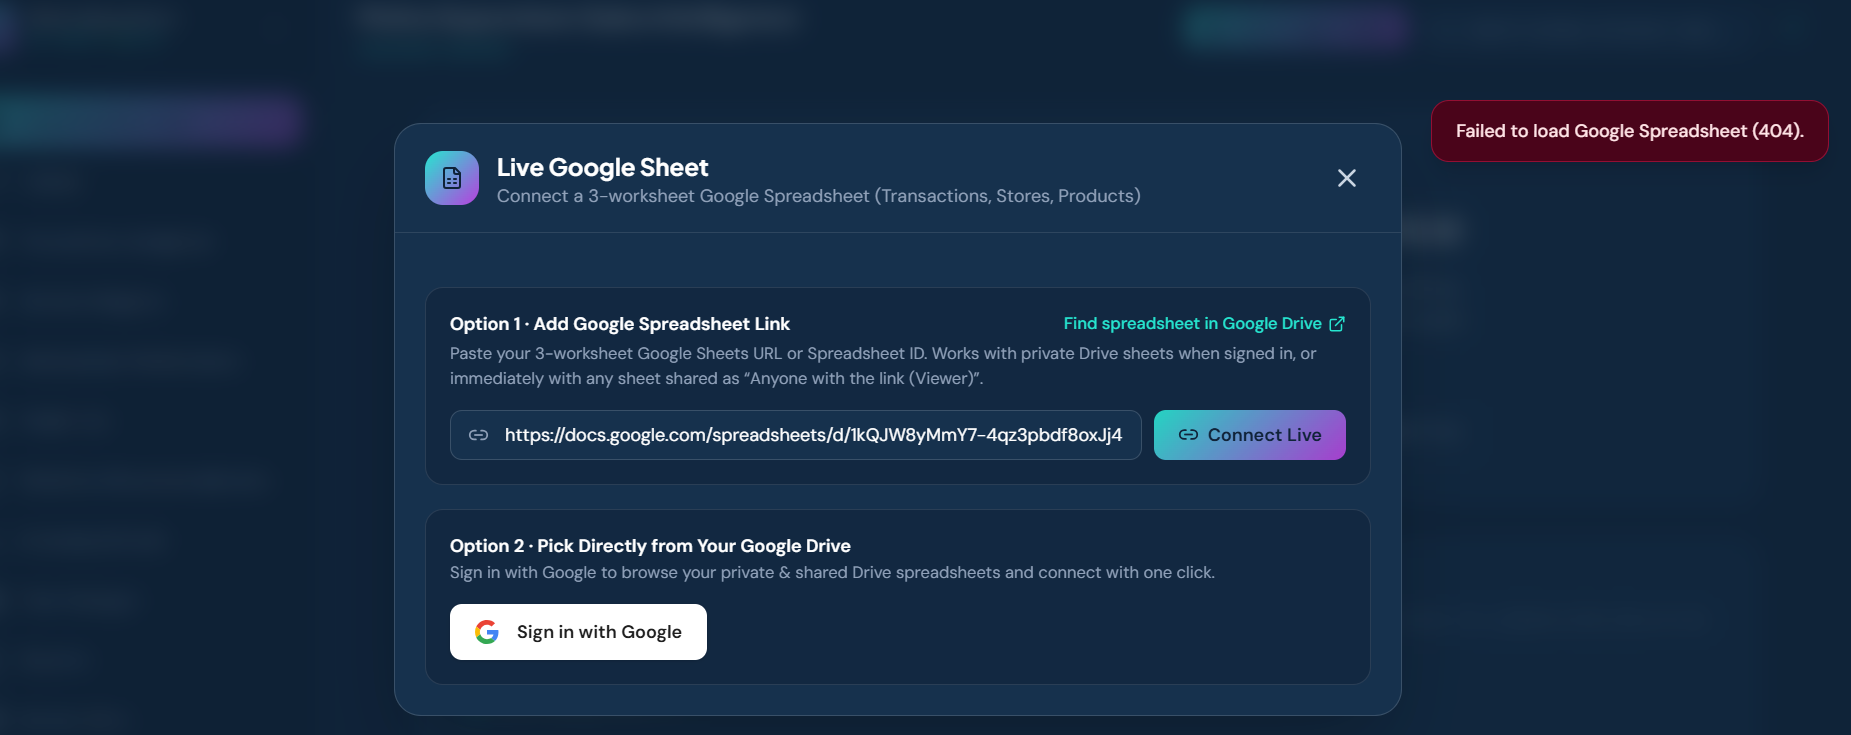 Failed to load Google Spreadsheet (404).
Live Google Sheet
Connect a 3-worksheet Google Spreadsheet (Transactions, Stores, Products)
Option 1 · Add Google Spreadsheet Link
Find spreadsheet in Google Drive
Paste your 3-worksheet Google Sheets URL or Spreadsheet ID. Works with private Drive sheets when signed in, or
immediately with any sheet shared as “Anyone with the link (Viewer)”.
https://docs.google.com/spreadsheets/d/1kQJW8yMmY7-4qz3pbdf8oxJj4
Connect Live
Option 2 · Pick Directly from Your Google Drive
Sign in with Google to browse your private & shared Drive spreadsheets and connect with one click.
Sign in with Google